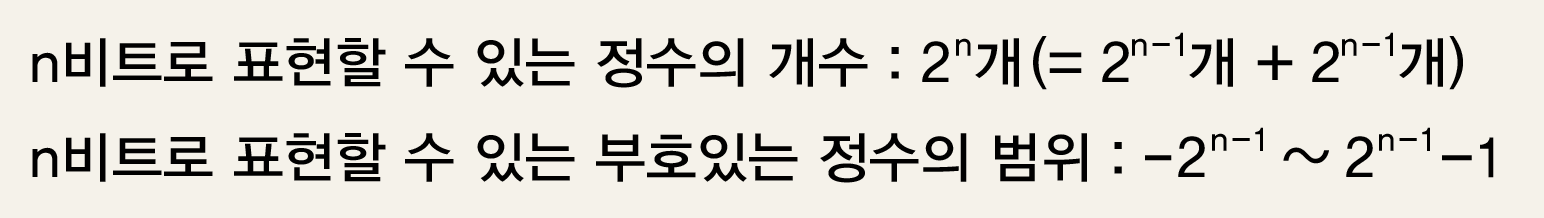 n비트로 표현할 수 있는 정수의 개수 : 2ⁿ개(= 2ⁿ⁻¹개 + 2ⁿ⁻¹개)
n비트로 표현할 수 있는 부호있는 정수의 범위 : −2ⁿ⁻¹ ~ 2ⁿ⁻¹−1